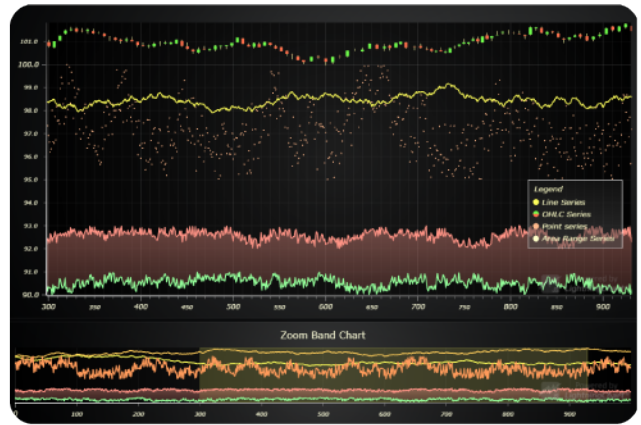 101.0
100.0
99.0
98.0
97.0
96.0
95.0
94.0
93.0
92.0
91.0
90.0
300 350 400 450 500 550 600 650 700 750 800 850 900
Legend
Line Series
OHLC Series
Point series
Area Range Series
Zoom Band Chart
0 100 200 300 400 500 600 700 800 900